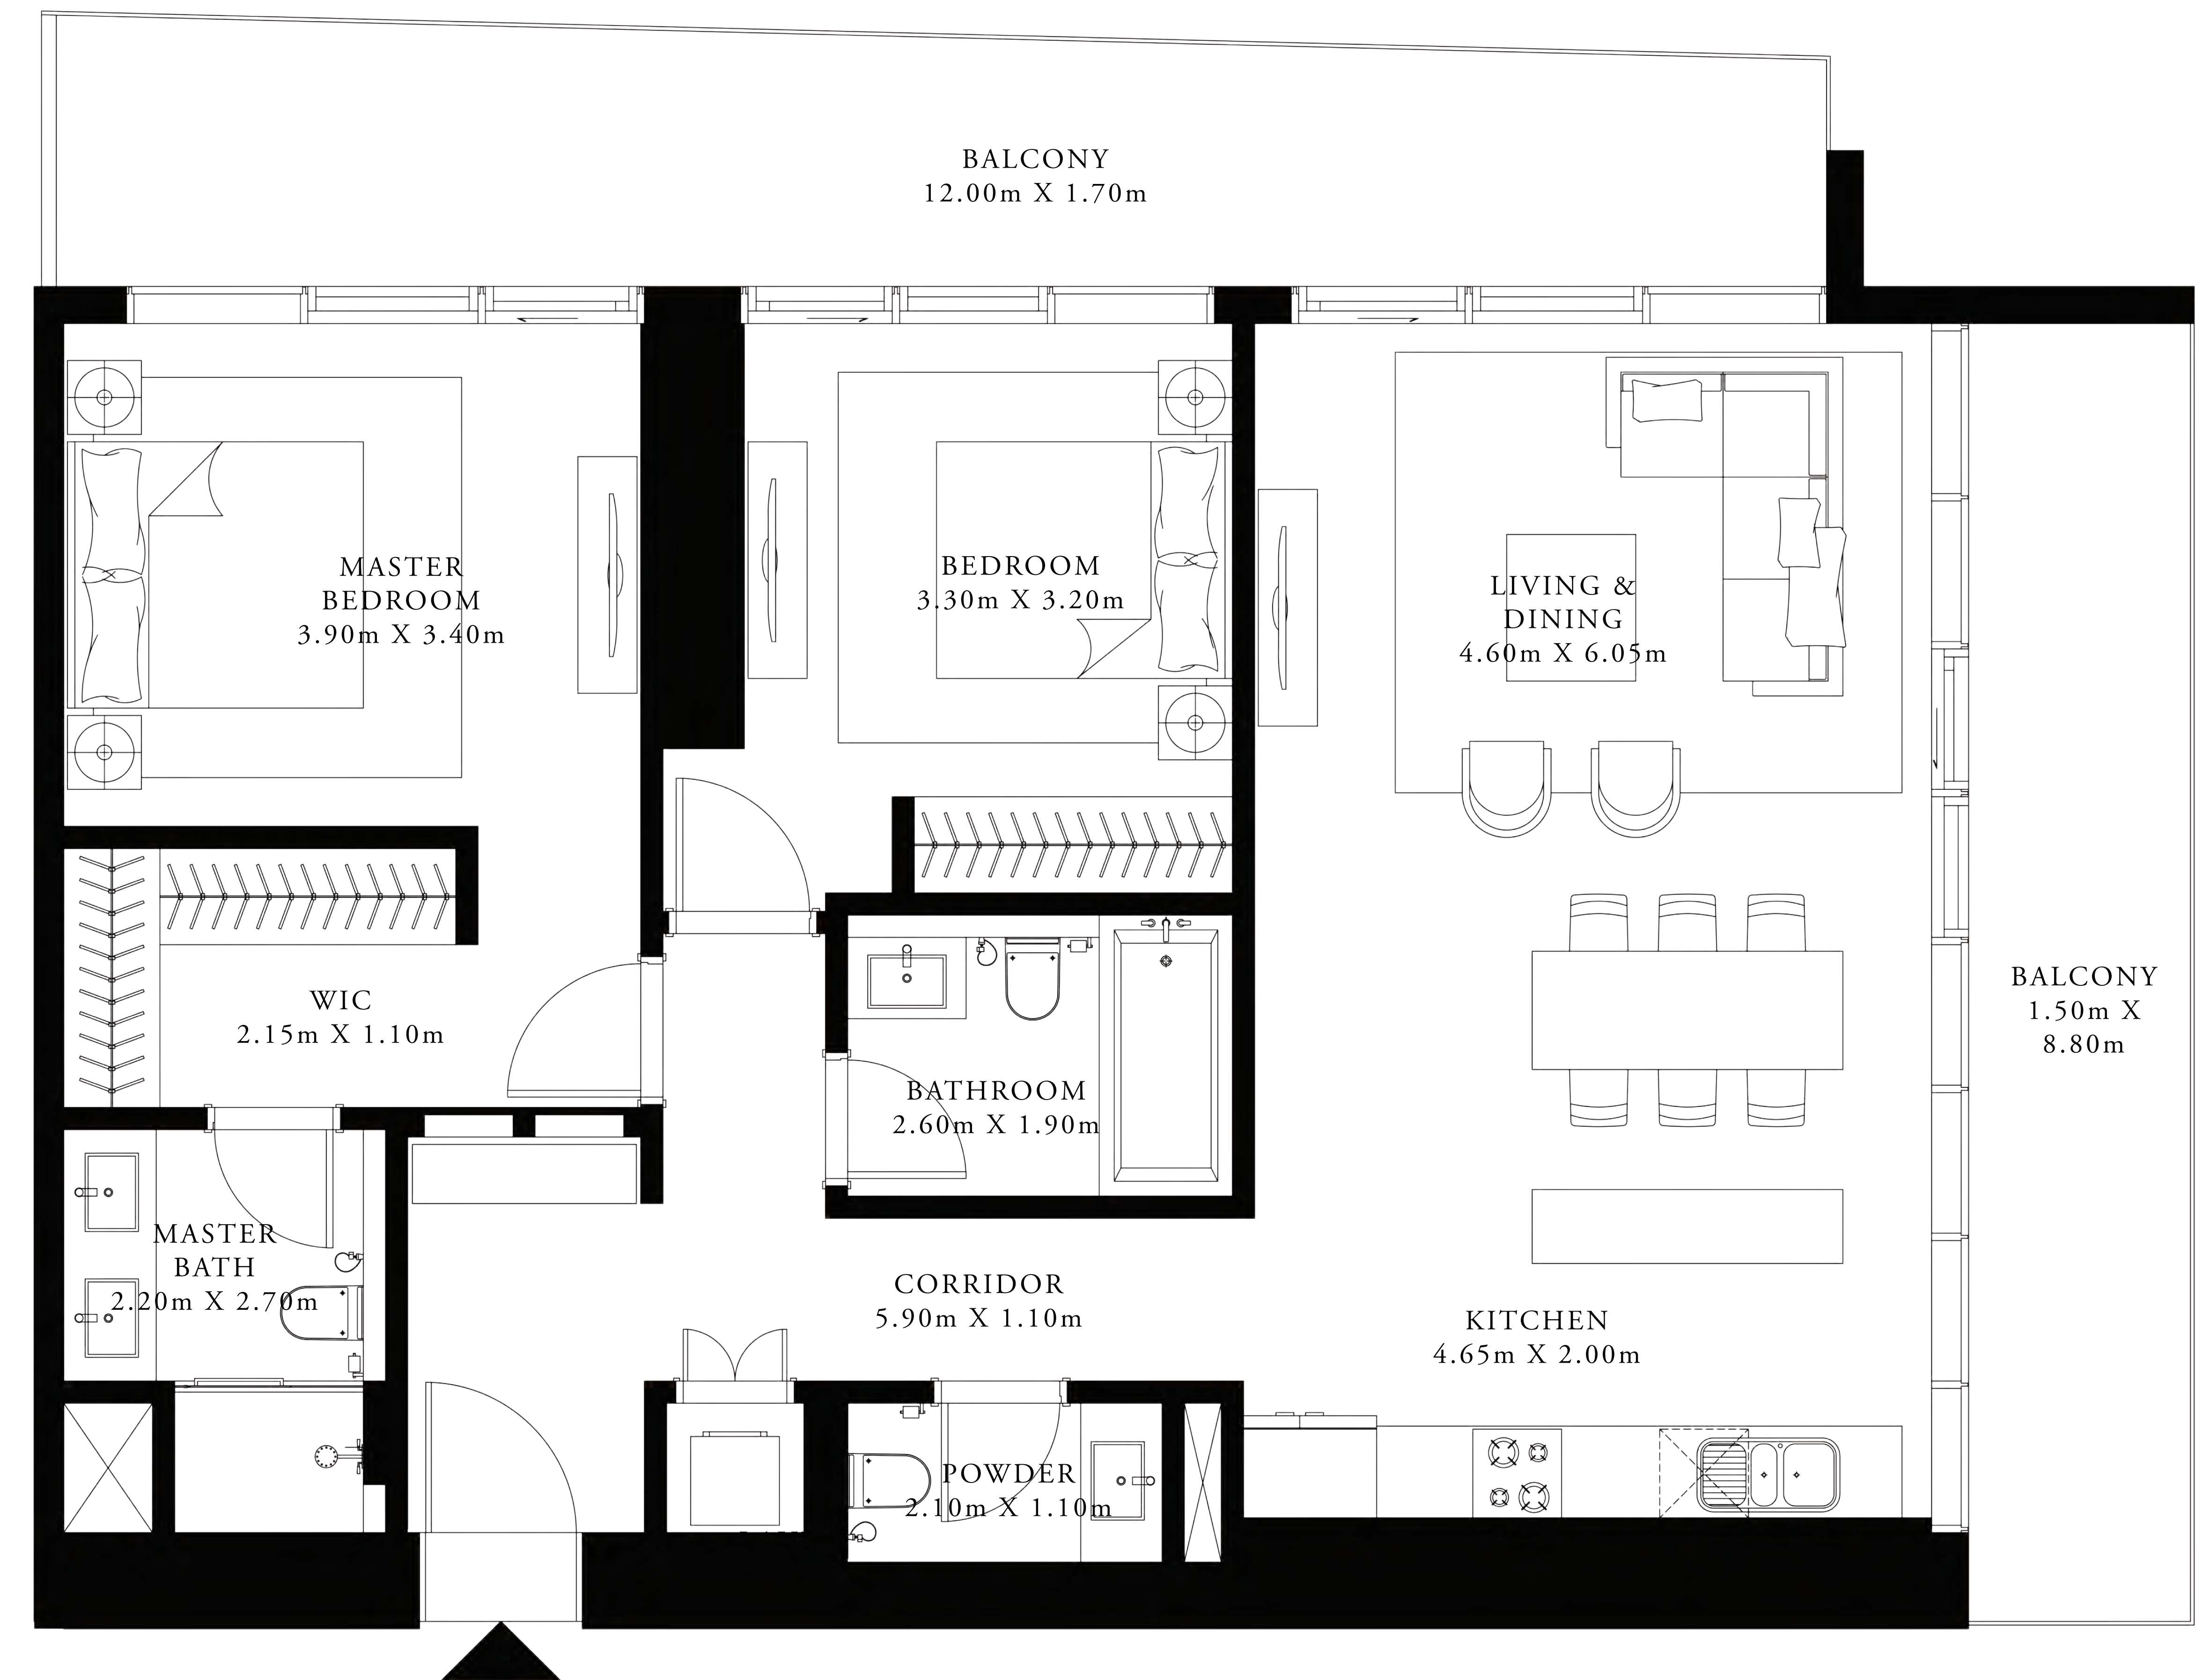 BALCONY
12.00m X 1.70m
MASTER
BEDROOM
3.90m X 3.40m
BEDROOM
3.30m X 3.20m
LIVING &
DINING
4.60m X 6.05m
WIC
2.15m X 1.10m
BALCONY
1.50m X
8.80m
BATHROOM
2.60m X 1.90m
MASTER
BATH
2.20m X 2.70m
CORRIDOR
5.90m X 1.10m
KITCHEN
4.65m X 2.00m
POWDER
2.10m X 1.10m